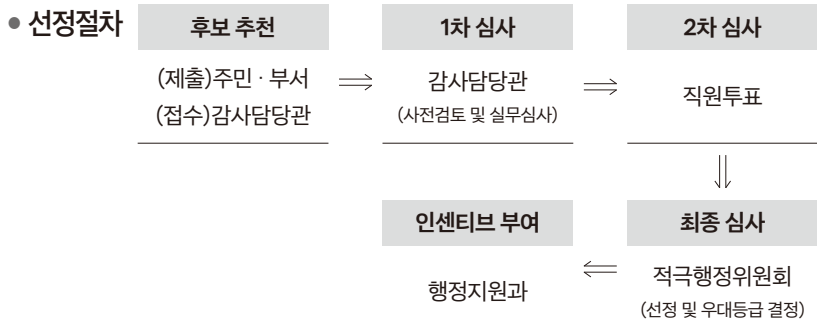 ● 선정절차
후보 추천
(제출)주민 · 부서
(접수)감사담당관
1차 심사
감사담당관
(사전검토 및 실무심사)
2차 심사
직원투표
최종 심사
적극행정위원회
(선정 및 우대등급 결정)
인센티브 부여
행정지원과